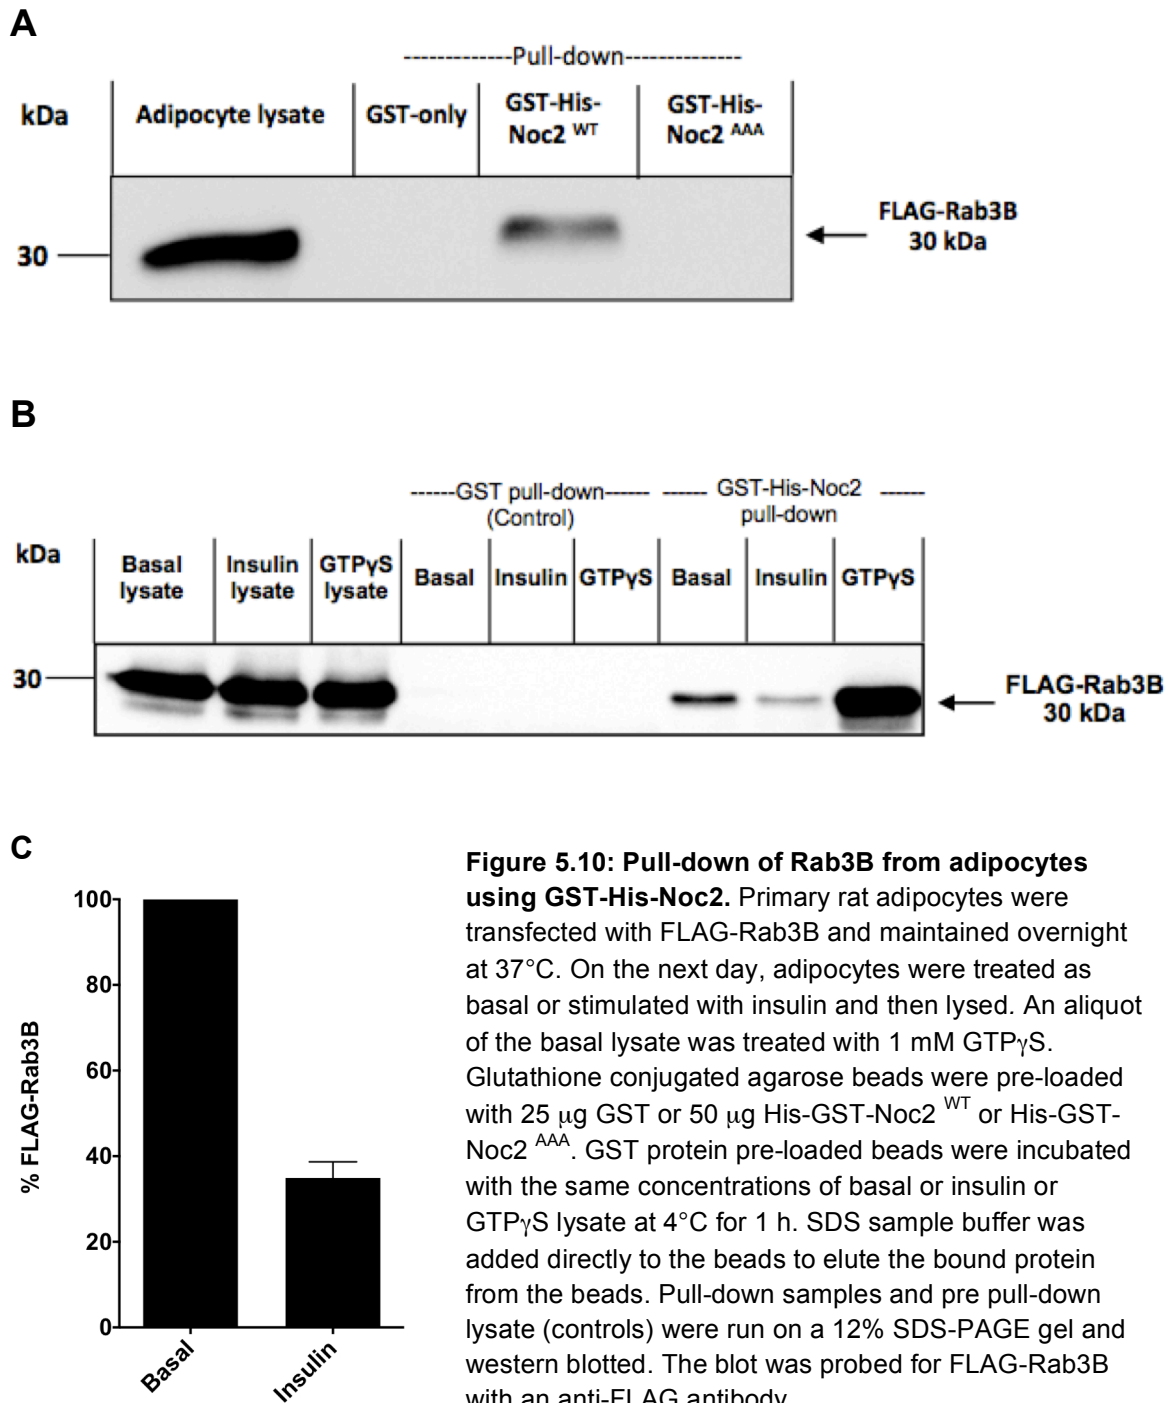 A
-------------Pull-down--------------
kDa
Adipocyte lysate
GST-only
GST-His-
Noc2 WT
GST-His-
Noc2 AAA
30
FLAG-Rab3B
30 kDa
B
------GST pull-down------
(Control)
------ GST-His-Noc2 ------
pull-down
kDa
Basal
lysate
Insulin
lysate
GTPγS
lysate
Basal
Insulin
GTPγS
Basal
Insulin
GTPγS
30
FLAG-Rab3B
30 kDa
C
% FLAG-Rab3B
100
80
60
40
20
0
Basal
Insulin
Figure 5.10: Pull-down of Rab3B from adipocytes
using GST-His-Noc2. Primary rat adipocytes were
transfected with FLAG-Rab3B and maintained overnight
at 37°C. On the next day, adipocytes were treated as
basal or stimulated with insulin and then lysed. An aliquot
of the basal lysate was treated with 1 mM GTPγS.
Glutathione conjugated agarose beads were pre-loaded
with 25 μg GST or 50 μg His-GST-Noc2 WT or His-GST-
Noc2 AAA. GST protein pre-loaded beads were incubated
with the same concentrations of basal or insulin or
GTPγS lysate at 4°C for 1 h. SDS sample buffer was
added directly to the beads to elute the bound protein
from the beads. Pull-down samples and pre pull-down
lysate (controls) were run on a 12% SDS-PAGE gel and
western blotted. The blot was probed for FLAG-Rab3B
with an anti-FLAG antibody